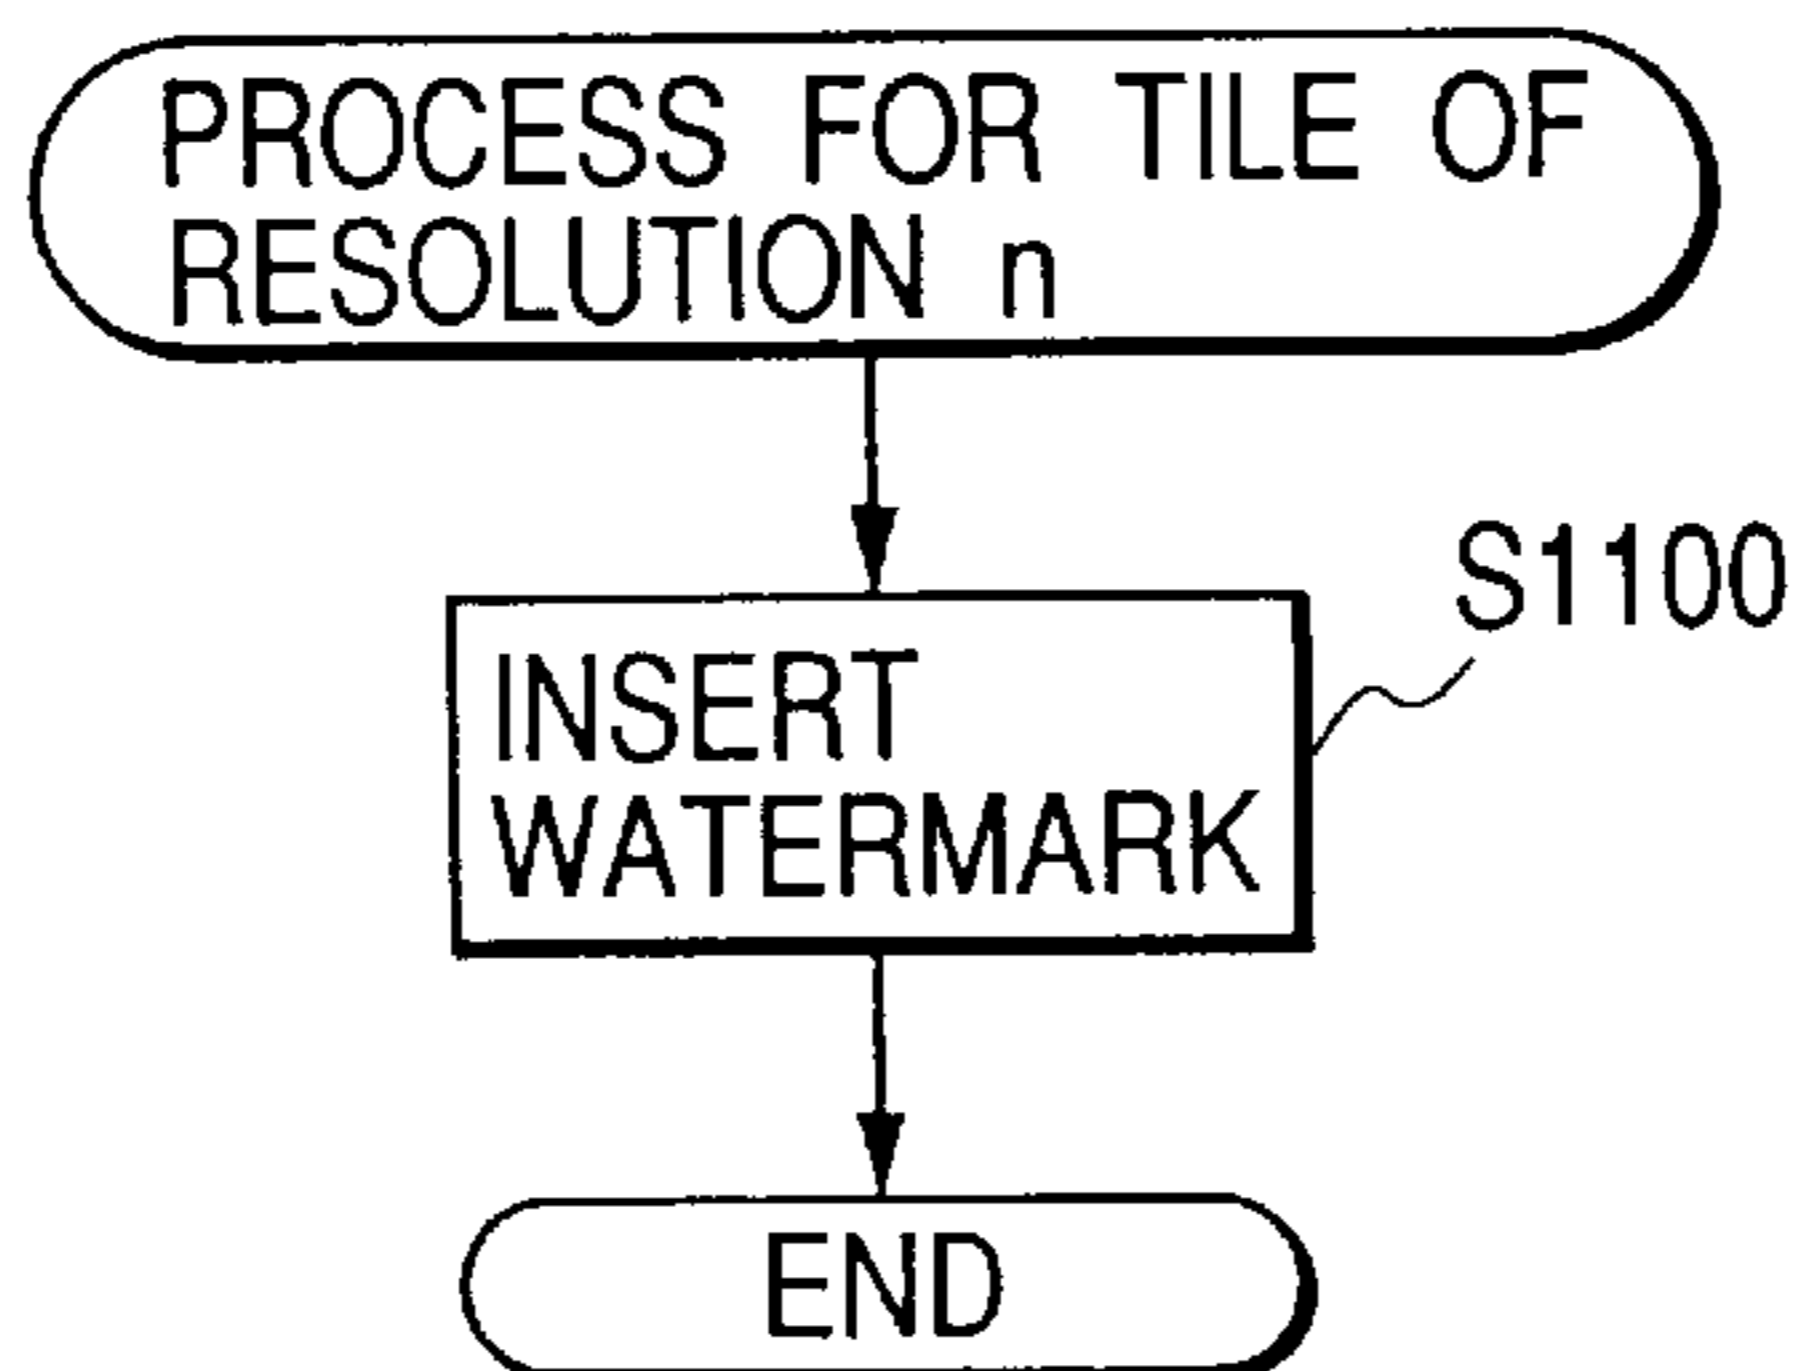 PROCESS FOR TILE OF
RESOLUTION n
S1100
INSERT
WATERMARK
END